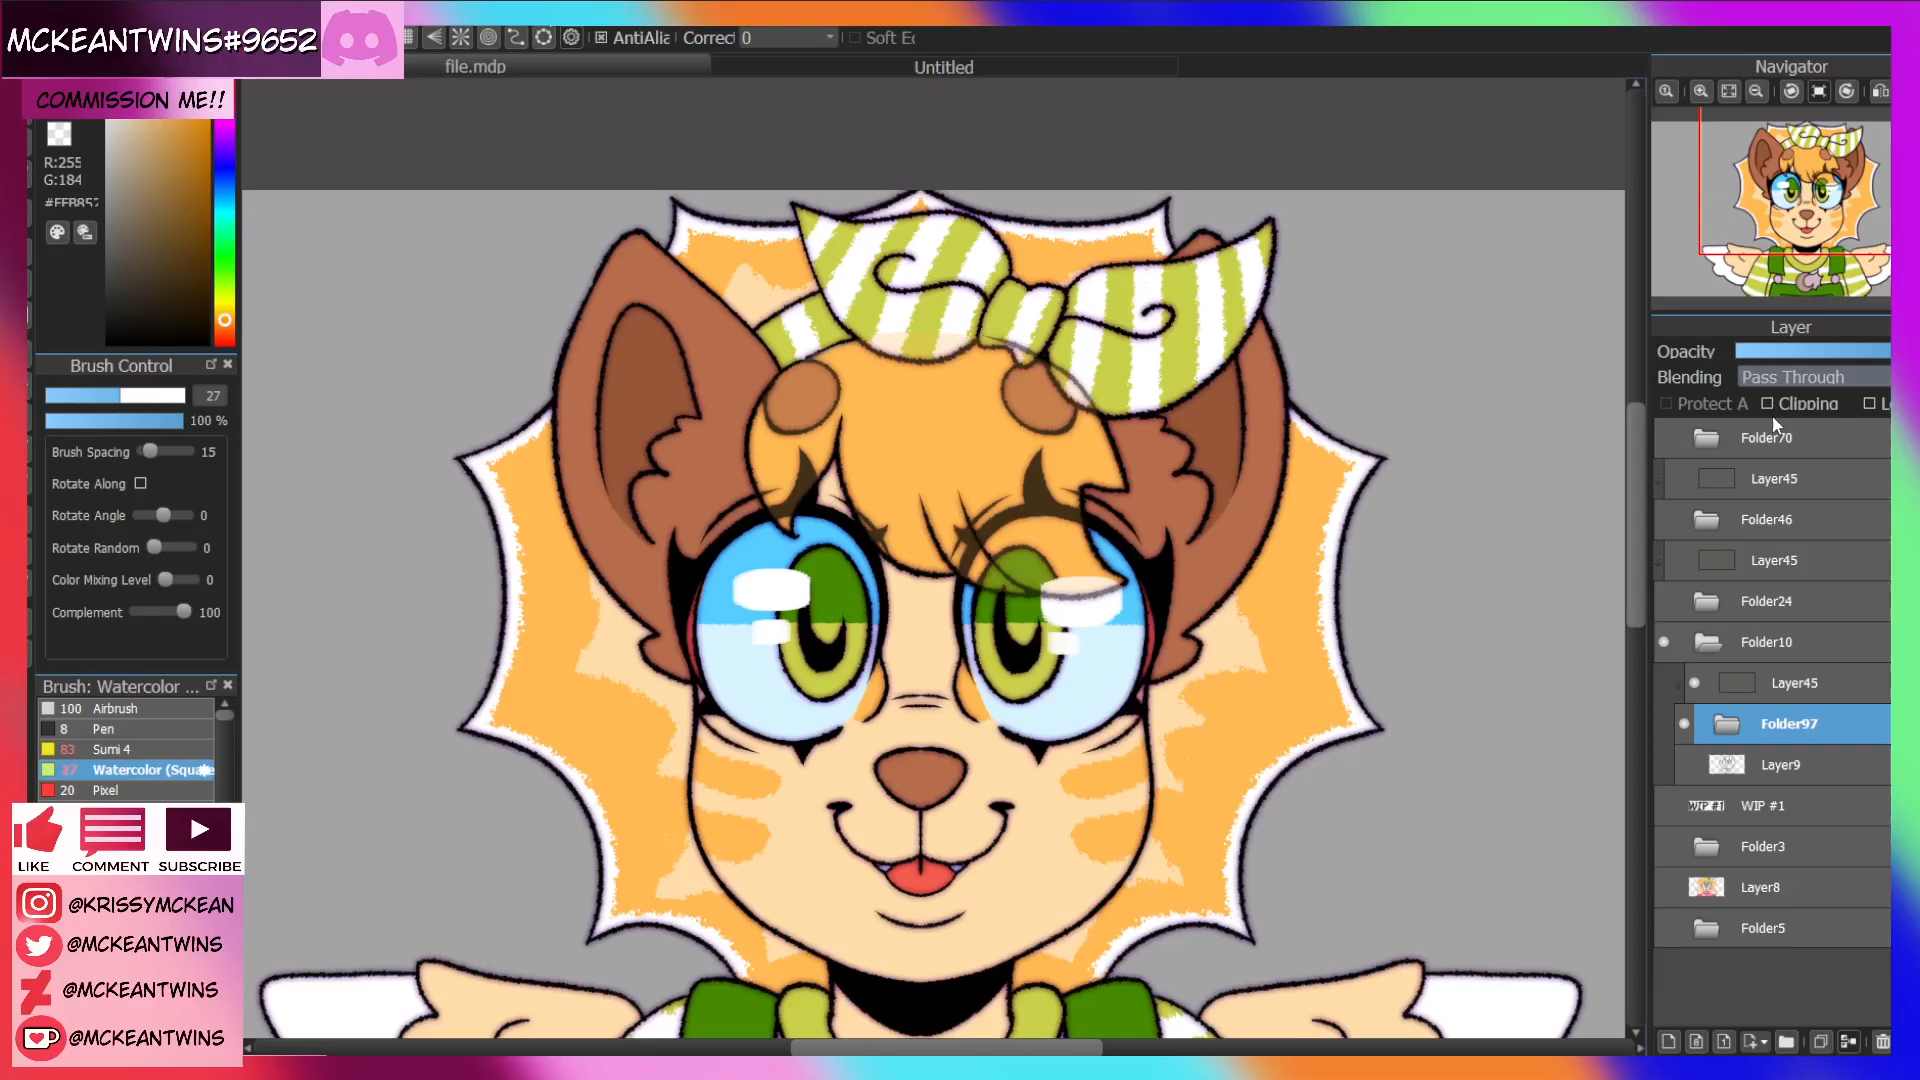 MCKEANTWINS#9652
COMMISSION ME!!
AntiAlia Correct 0 Soft Ec
file.mdp
Untitled
R:255
G:184
Brush Control
27
100 %
Brush Spacing 15
Rotate Along
Rotate Angle 0
Rotate Random 0
Color Mixing Level 0
Complement 100
Brush: Watercolor ...
100 Airbrush
8 Pen
83 Sumi 4
27 Watercolor (Square
20 Pixel
LIKE COMMENT SUBSCRIBE
@KRISSYMCKEAN
@MCKEANTWINS
@MCKEANTWINS
@MCKEANTWINS
Navigator
Layer
Opacity
Blending Pass Through
Protect A Clipping
Folder70
Layer45
Folder46
Layer45
Folder24
Folder10
Layer45
Folder97
Layer9
WIP #1 WIP #1
Folder3
Layer8
Folder5